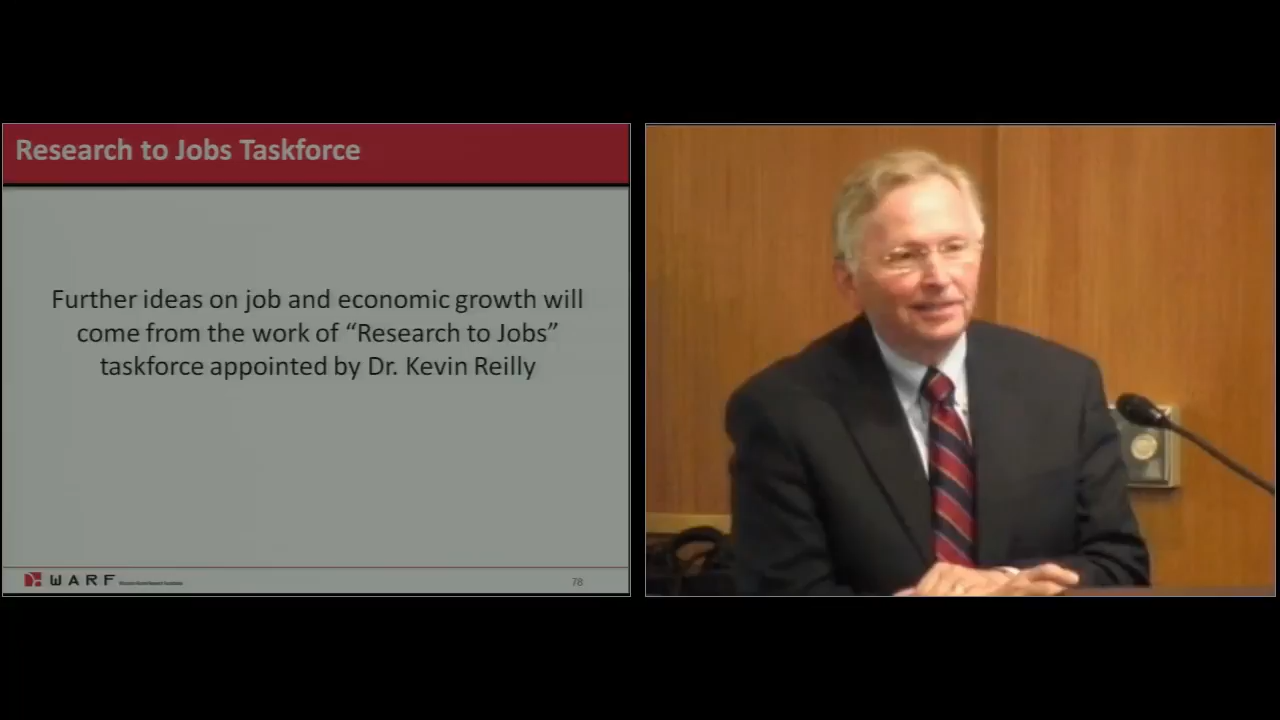 Research to Jobs Taskforce
Further ideas on job and economic growth will
come from the work of “Research to Jobs”
taskforce appointed by Dr. Kevin Reilly
WARF
78